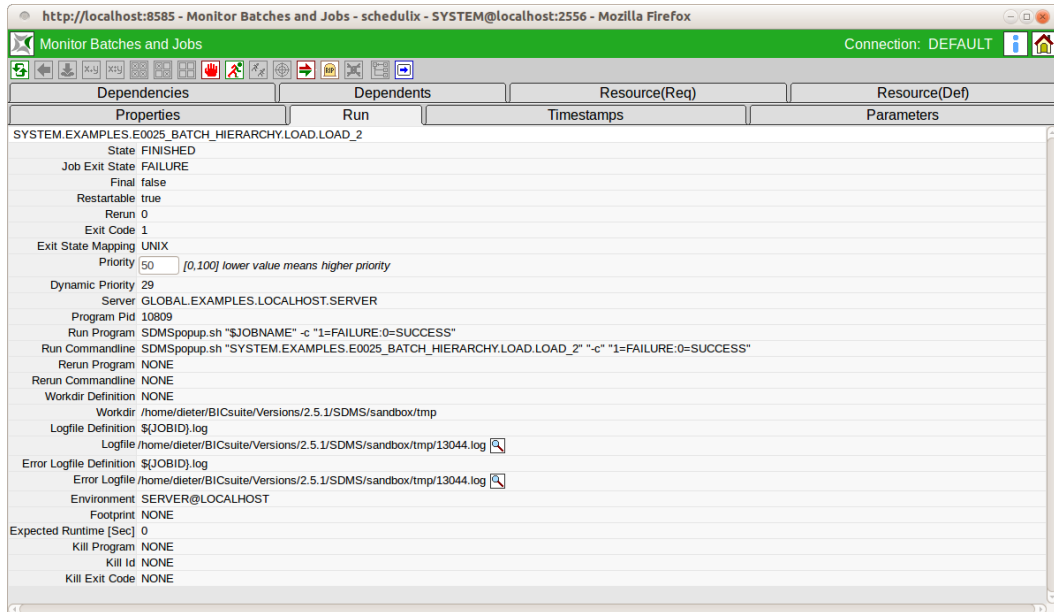 http://localhost:8585 - Monitor Batches and Jobs - schedulix - SYSTEM@localhost:2556 - Mozilla Firefox
Monitor Batches and Jobs Connection: DEFAULT
Dependencies Dependents Resource(Req) Resource(Def)
Properties Run Timestamps Parameters
SYSTEM.EXAMPLES.E0025_BATCH_HIERARCHY.LOAD.LOAD_2
State FINISHED
Job Exit State FAILURE
Final false
Restartable true
Rerun 0
Exit Code 1
Exit State Mapping UNIX
Priority 50 [0,100] lower value means higher priority
Dynamic Priority 29
Server GLOBAL.EXAMPLES.LOCALHOST.SERVER
Program Pid 10809
Run Program SDMSpopup.sh "$JOBNAME" -c "1=FAILURE:0=SUCCESS"
Run Commandline SDMSpopup.sh "SYSTEM.EXAMPLES.E0025_BATCH_HIERARCHY.LOAD.LOAD_2" "-c" "1=FAILURE:0=SUCCESS"
Rerun Program NONE
Rerun Commandline NONE
Workdir Definition NONE
Workdir /home/dieter/BICsuite/Versions/2.5.1/SDMS/sandbox/tmp
Logfile Definition ${JOBID}.log
Logfile /home/dieter/BICsuite/Versions/2.5.1/SDMS/sandbox/tmp/13044.log
Error Logfile Definition ${JOBID}.log
Error Logfile /home/dieter/BICsuite/Versions/2.5.1/SDMS/sandbox/tmp/13044.log
Environment SERVER@LOCALHOST
Footprint NONE
Expected Runtime [Sec] 0
Kill Program NONE
Kill Id NONE
Kill Exit Code NONE